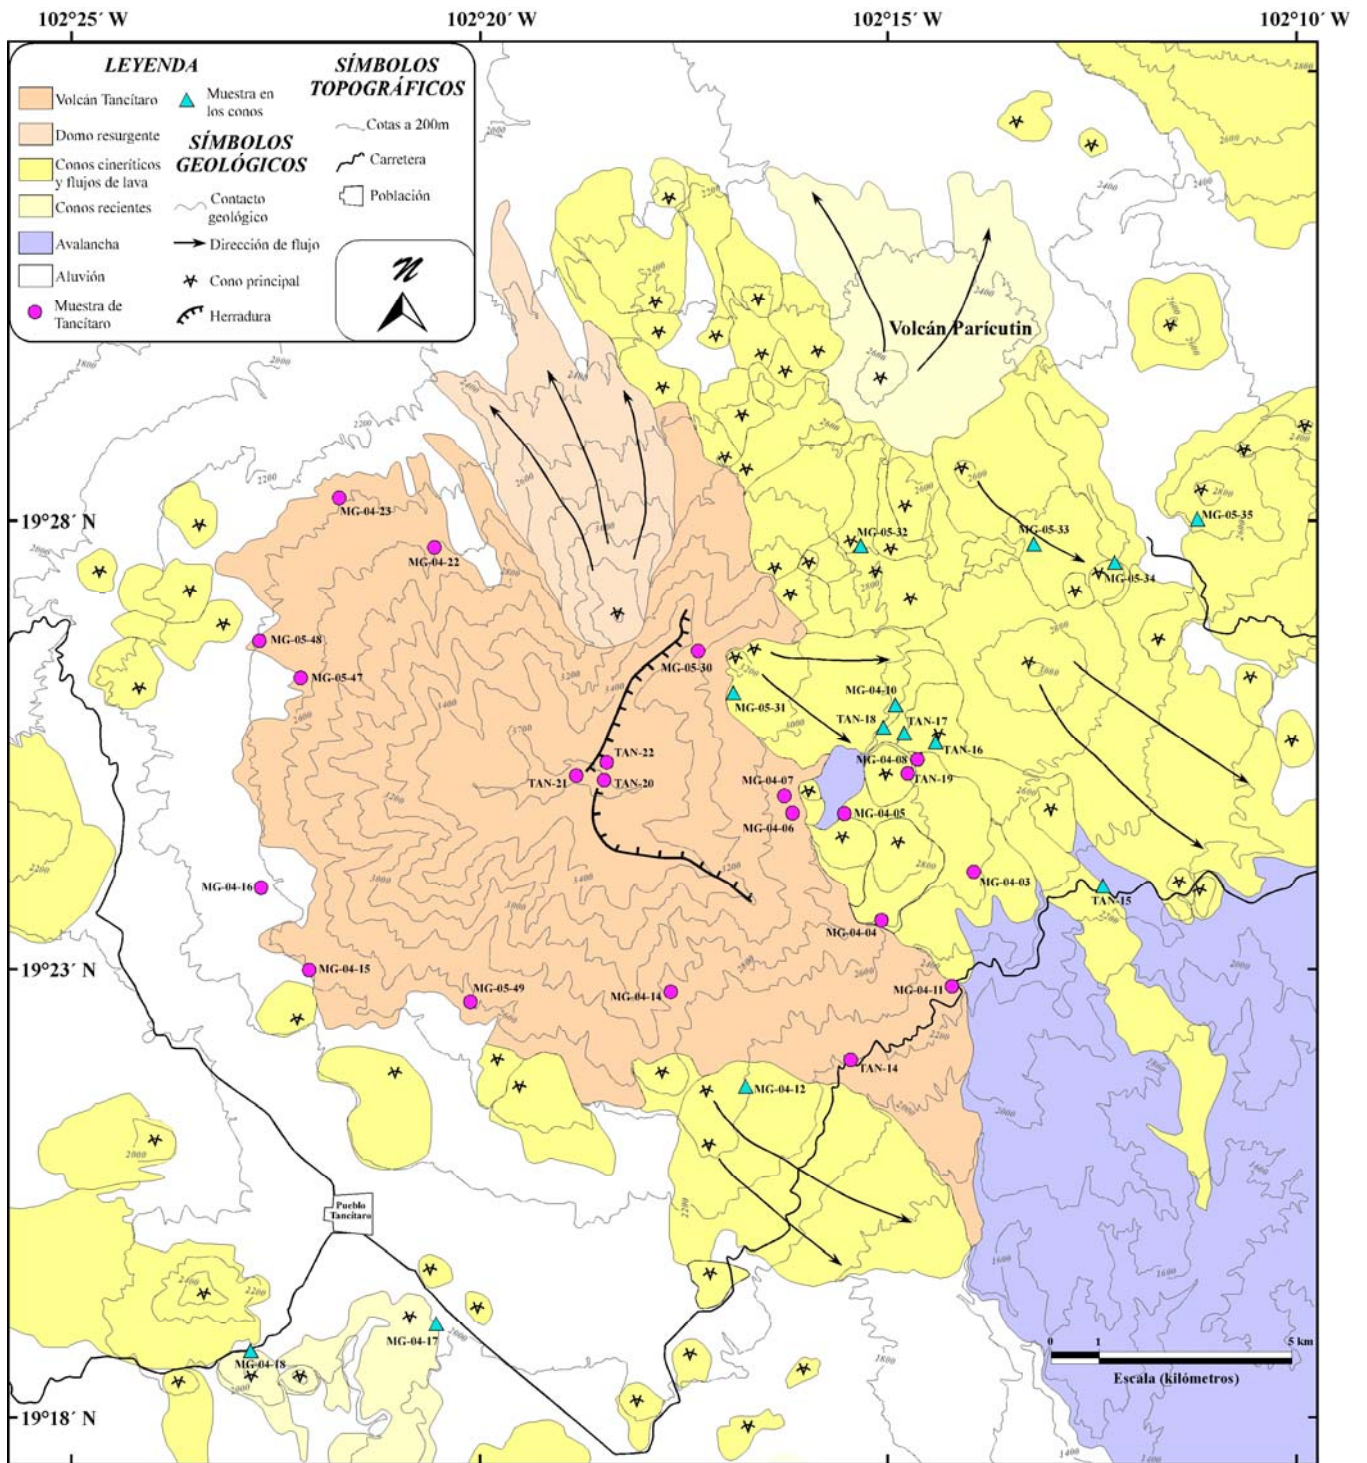 102°25´ W
102°20´ W
102°15´ W
102°10´ W
LEYENDA
Volcán Tancítaro
Domo resurgente
Conos cineríticos
y flujos de lava
Conos recientes
Avalancha
Aluvión
Muestra de
Tancítaro
Muestra en
los conos
SÍMBOLOS
GEOLÓGICOS
Contacto
geológico
Dirección de flujo
Cono principal
Herradura
SÍMBOLOS
TOPOGRÁFICOS
Cotas a 200m
Carretera
Población
n
Volcán Parícutin
19°28´ N
19°23´ N
19°18´ N
MG-04-23
MG-04-22
MG-05-48
MG-05-47
MG-05-30
MG-05-31
MG-05-32
MG-05-33
MG-05-34
MG-05-35
MG-04-10
TAN-18
TAN-17
TAN-16
MG-04-08
TAN-19
TAN-22
TAN-21
TAN-20
MG-04-07
MG-04-06
MG-04-05
MG-04-03
MG-04-04
TAN-15
MG-04-16
MG-04-15
MG-05-49
MG-04-14
MG-04-11
TAN-14
MG-04-12
Pueblo
Tancítaro
MG-04-17
MG-04-18
0 1 5 km
Escala (kilómetros)